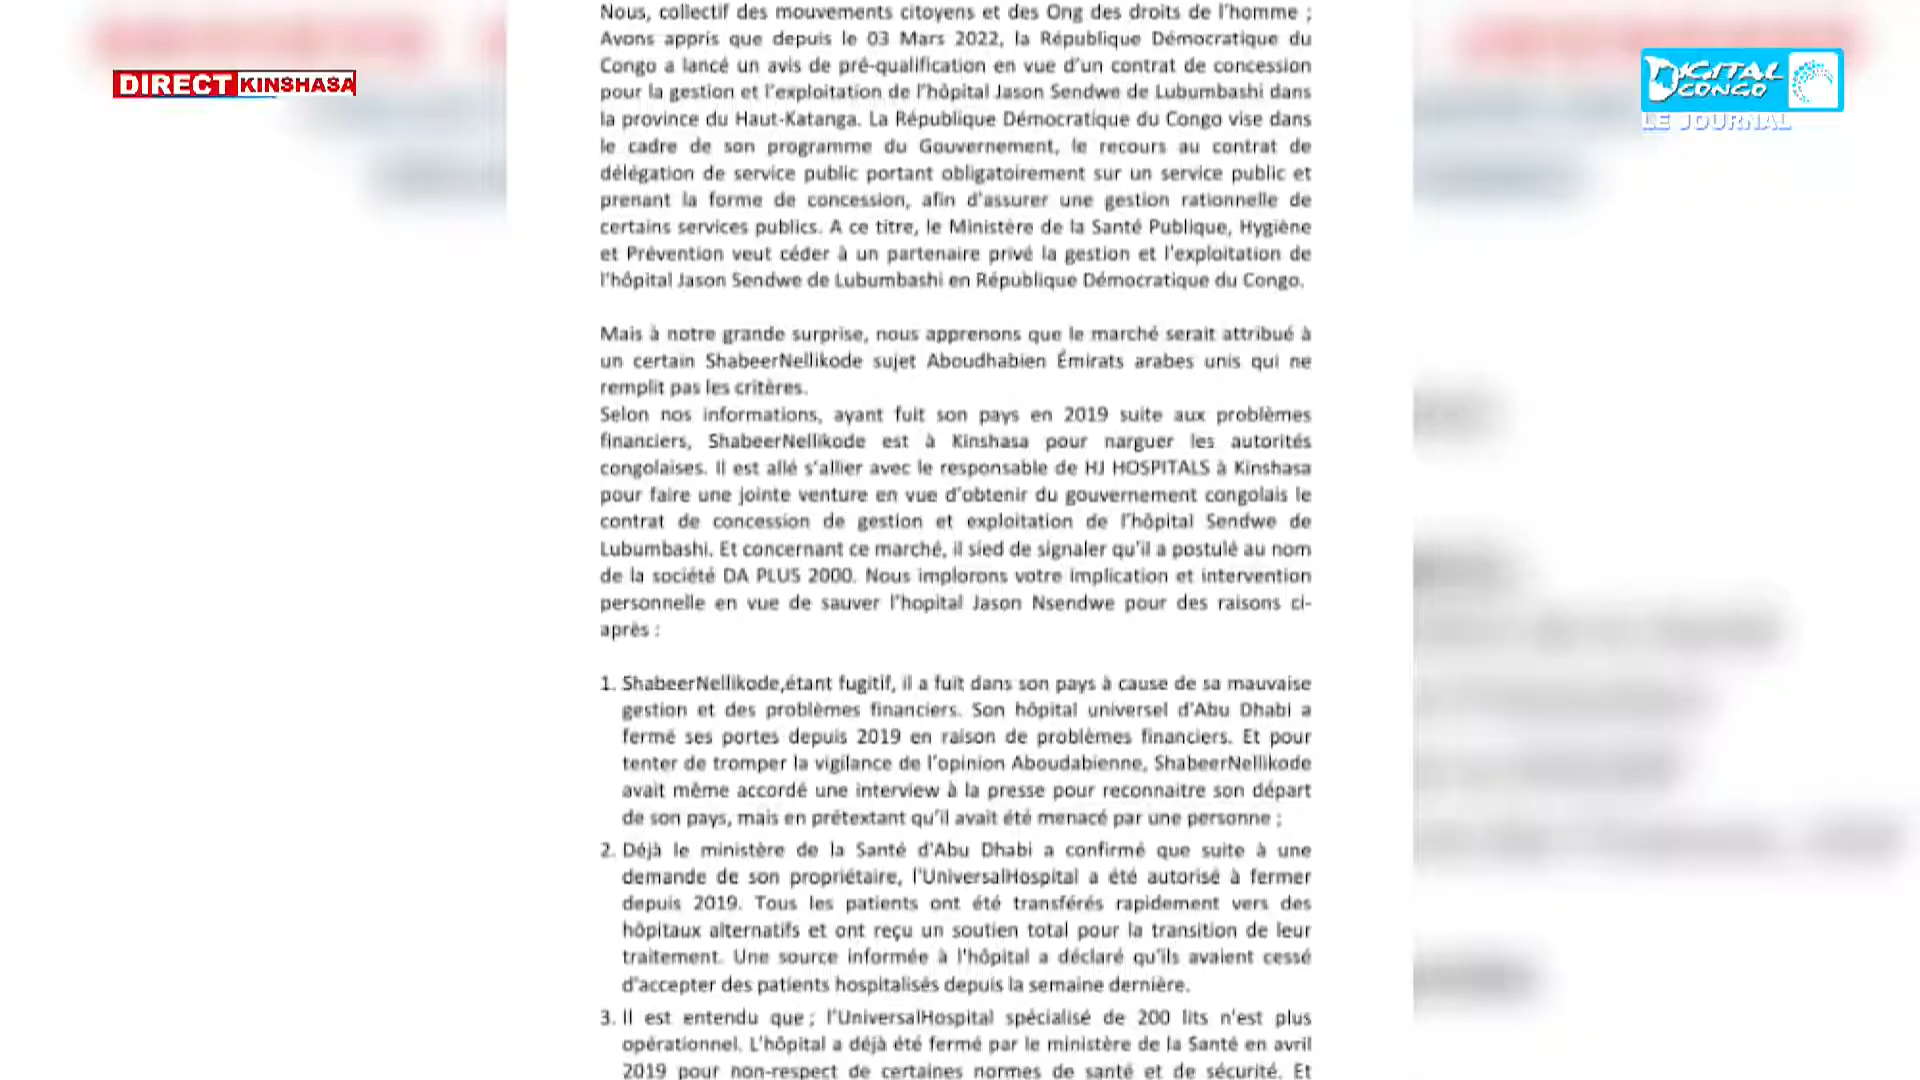 Nous, collectif des mouvements citoyens et des Ong des droits de l'homme ;
Avons appris que depuis le 03 Mars 2022, la République Démocratique du
Congo a lancé un avis de pré-qualification en vue d'un contrat de concession
pour la gestion et l'exploitation de l'hôpital Jason Sendwe de Lubumbashi dans
la province du Haut-Katanga. La République Démocratique du Congo vise dans
le cadre de son programme du Gouvernement, le recours au contrat de
délégation de service public portant obligatoirement sur un service public et
prenant la forme de concession, afin d'assurer une gestion rationnelle de
certains services publics. A ce titre, le Ministère de la Santé Publique, Hygiène
et Prévention veut céder à un partenaire privé la gestion et l'exploitation de
l'hôpital Jason Sendwe de Lubumbashi en République Démocratique du Congo.
Mais à notre grande surprise, nous apprenons que le marché serait attribué à
un certain ShabeerNellikode sujet Aboudhabien Émirats arabes unis qui ne
remplit pas les critères.
Selon nos informations, ayant fuit son pays en 2019 suite aux problèmes
financiers, ShabeerNellikode est à Kinshasa pour narguer les autorités
congolaises. Il est allé s'allier avec le responsable de HJ HOSPITALS à Kinshasa
pour faire une jointe venture en vue d'obtenir du gouvernement congolais le
contrat de concession de gestion et exploitation de l'hôpital Sendwe de
Lubumbashi. Et concernant ce marché, il sied de signaler qu'il a postulé au nom
de la société DA PLUS 2000. Nous implorons votre implication et intervention
personnelle en vue de sauver l'hopital Jason Nsendwe pour des raisons ci-
après :
1. ShabeerNellikode,étant fugitif, il a fuit dans son pays à cause de sa mauvaise
gestion et des problèmes financiers. Son hôpital universel d'Abu Dhabi a
fermé ses portes depuis 2019 en raison de problèmes financiers. Et pour
tenter de tromper la vigilance de l'opinion Aboudabienne, ShabeerNellikode
avait même accordé une interview à la presse pour reconnaitre son départ
de son pays, mais en prétextant qu'il avait été menacé par une personne ;
2. Déjà le ministère de la Santé d'Abu Dhabi a confirmé que suite à une
demande de son propriétaire, l'UniversalHospital a été autorisé à fermer
depuis 2019. Tous les patients ont été transférés rapidement vers des
hôpitaux alternatifs et ont reçu un soutien total pour la transition de leur
traitement. Une source informée à l'hôpital a déclaré qu'ils avaient cessé
d'accepter des patients hospitalisés depuis la semaine dernière.
3. Il est entendu que ; l'UniversalHospital spécialisé de 200 lits n'est plus
opérationnel. L'hôpital a déjà été fermé par le ministère de la Santé en avril
2019 pour non-respect de certaines normes de santé et de sécurité. Et
DIRECT KINSHASA
DIGITAL
CONGO
LE JOURNAL